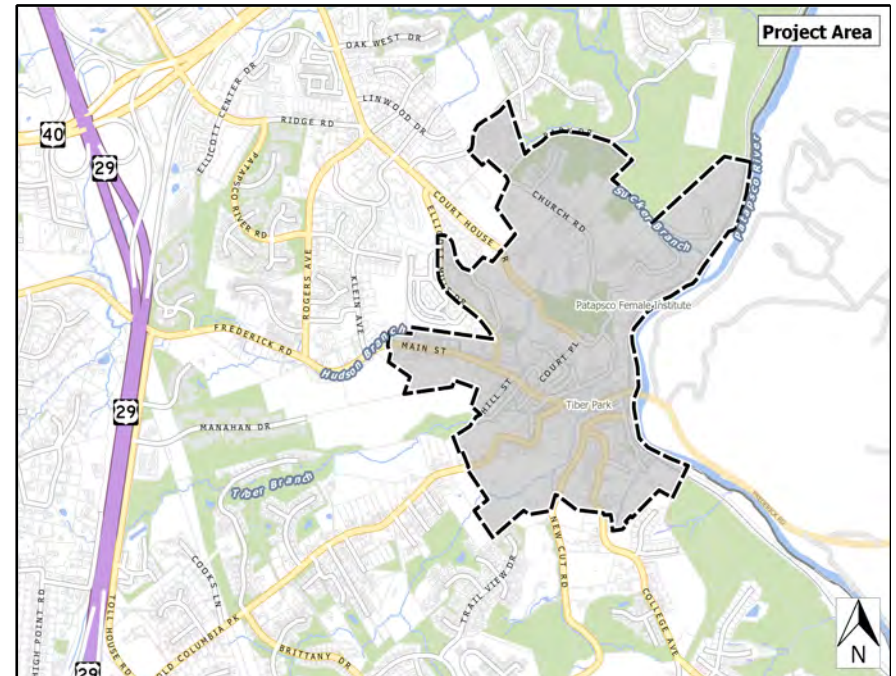 Project Area
OAK WEST DR
ELLICOTT CENTER DR
LINWOOD DR
40
RIDGE RD
29
PATAPSCO RIVER RD
Patapsco River
CHURCH RD
Sucker Branch
COURT HOUSE
ROGERS AVE
KLEIN AVE
Patapsco Female Institute
FREDERICK RD
Hudson Branch
MAIN ST
COURT PL
HILL ST
Tiber Park
29
MANAHAN DR
Tiber Branch
FREDERICK RD
NEW CUT RD
COOKS LN
TRAIL VIEW DR
COLLEGE AVE
HIGH POINT RD
TOLL HOUSE RD
OLD COLUMBIA PK
BRITTANY DR
29
N